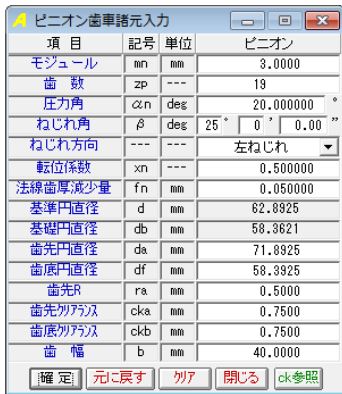 ピニオン歯車諸元入力
項 目 記号 単位 ピニオン
モジュール mn mm 3.0000
歯 数 zp --- 19
圧力角 αn deg 20.000000 °
ねじれ角 β deg 25 ° 0 ' 0.00 "
ねじれ方向 --- --- 左ねじれ
転位係数 xn --- 0.500000
法線歯厚減少量 fn mm 0.050000
基準円直径 d mm 62.8925
基礎円直径 db mm 58.3621
歯先円直径 da mm 71.8925
歯底円直径 df mm 58.3925
歯先R ra mm 0.5000
歯先クリアランス cka mm 0.7500
歯底クリアランス ckb mm 0.7500
歯 幅 b mm 40.0000
確 定 元に戻す クリア 閉じる ck参照